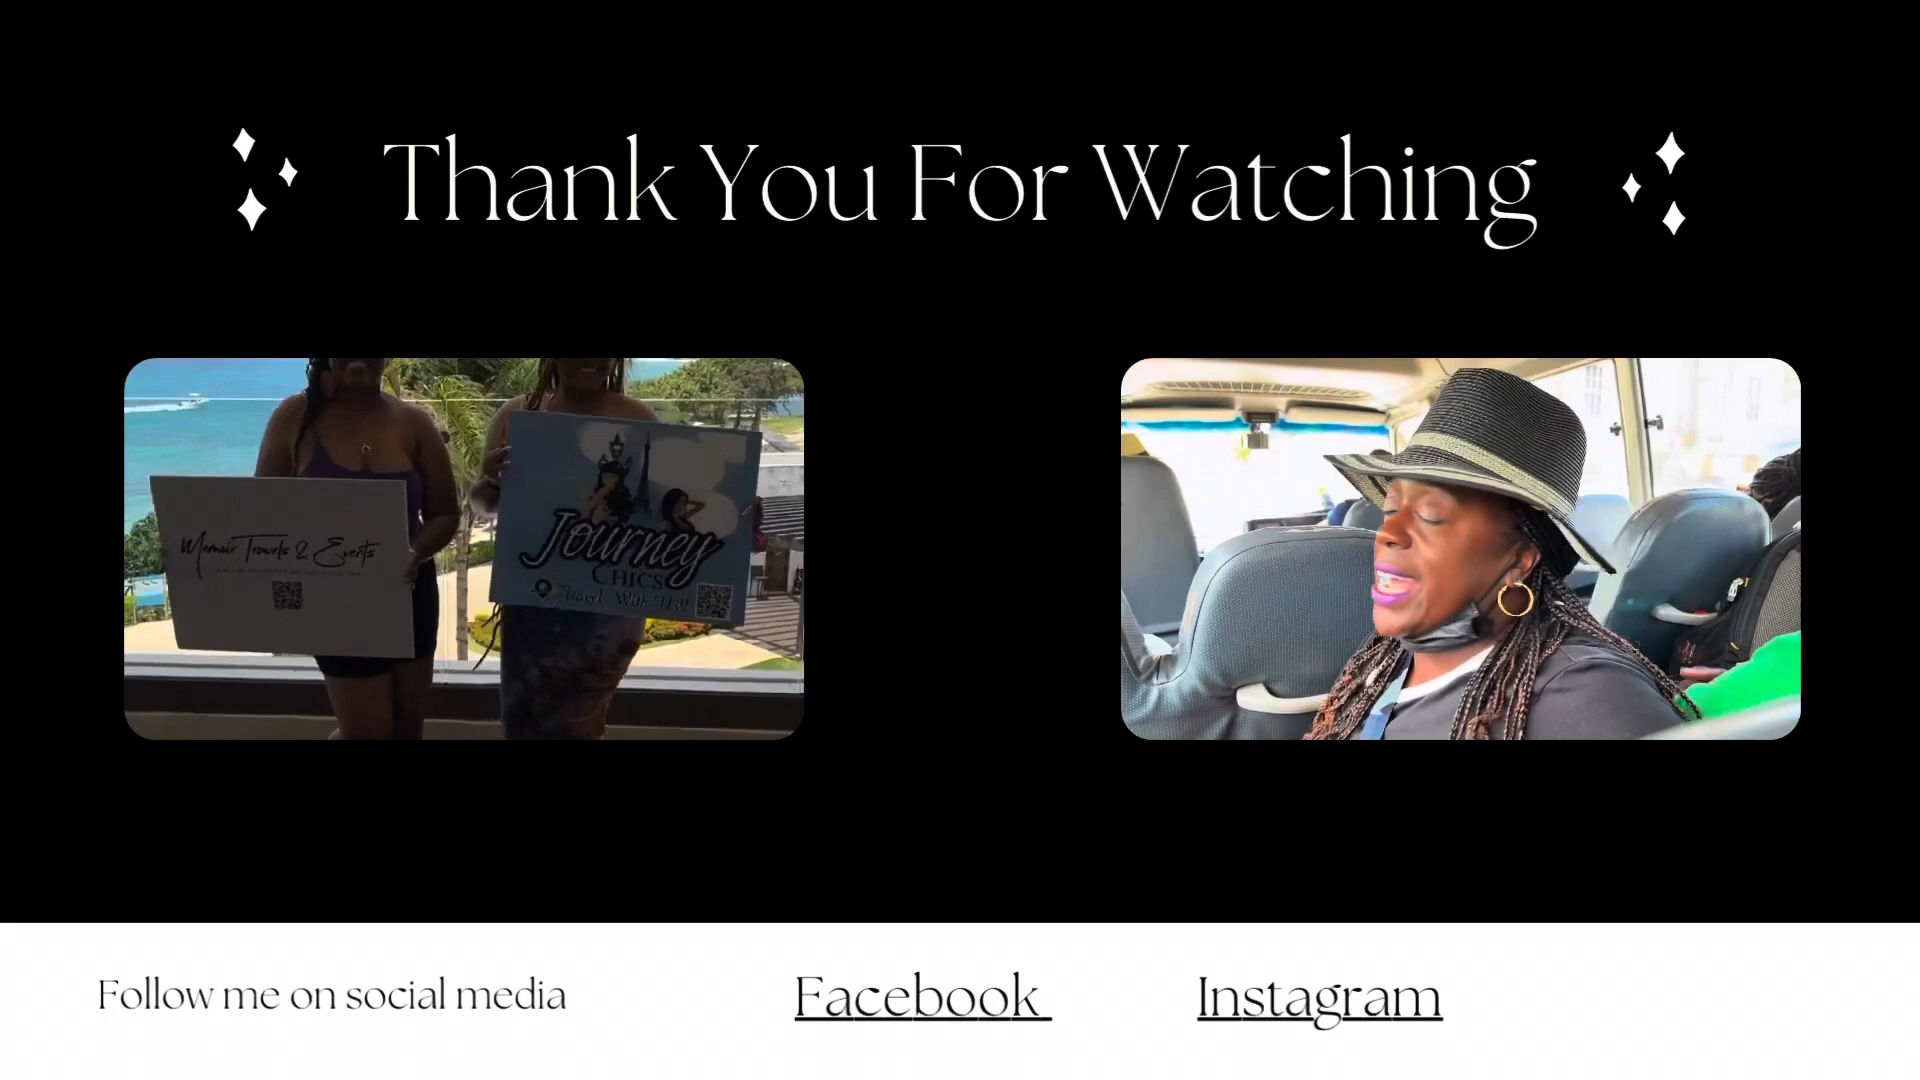 Thank You For Watching
Memoir Travels & Events
Journey
CHICS
Travel With Us!!
Follow me on social media
Facebook
Instagram